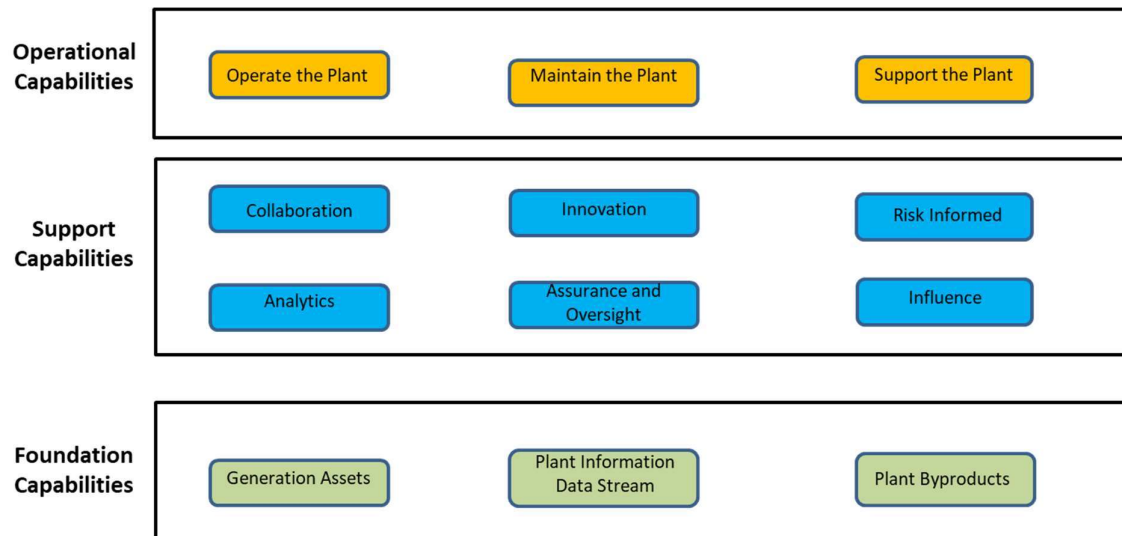 Operational
Capabilities
Operate the Plant
Maintain the Plant
Support the Plant
Support
Capabilities
Collaboration
Innovation
Risk Informed
Analytics
Assurance and
Oversight
Influence
Foundation
Capabilities
Generation Assets
Plant Information
Data Stream
Plant Byproducts